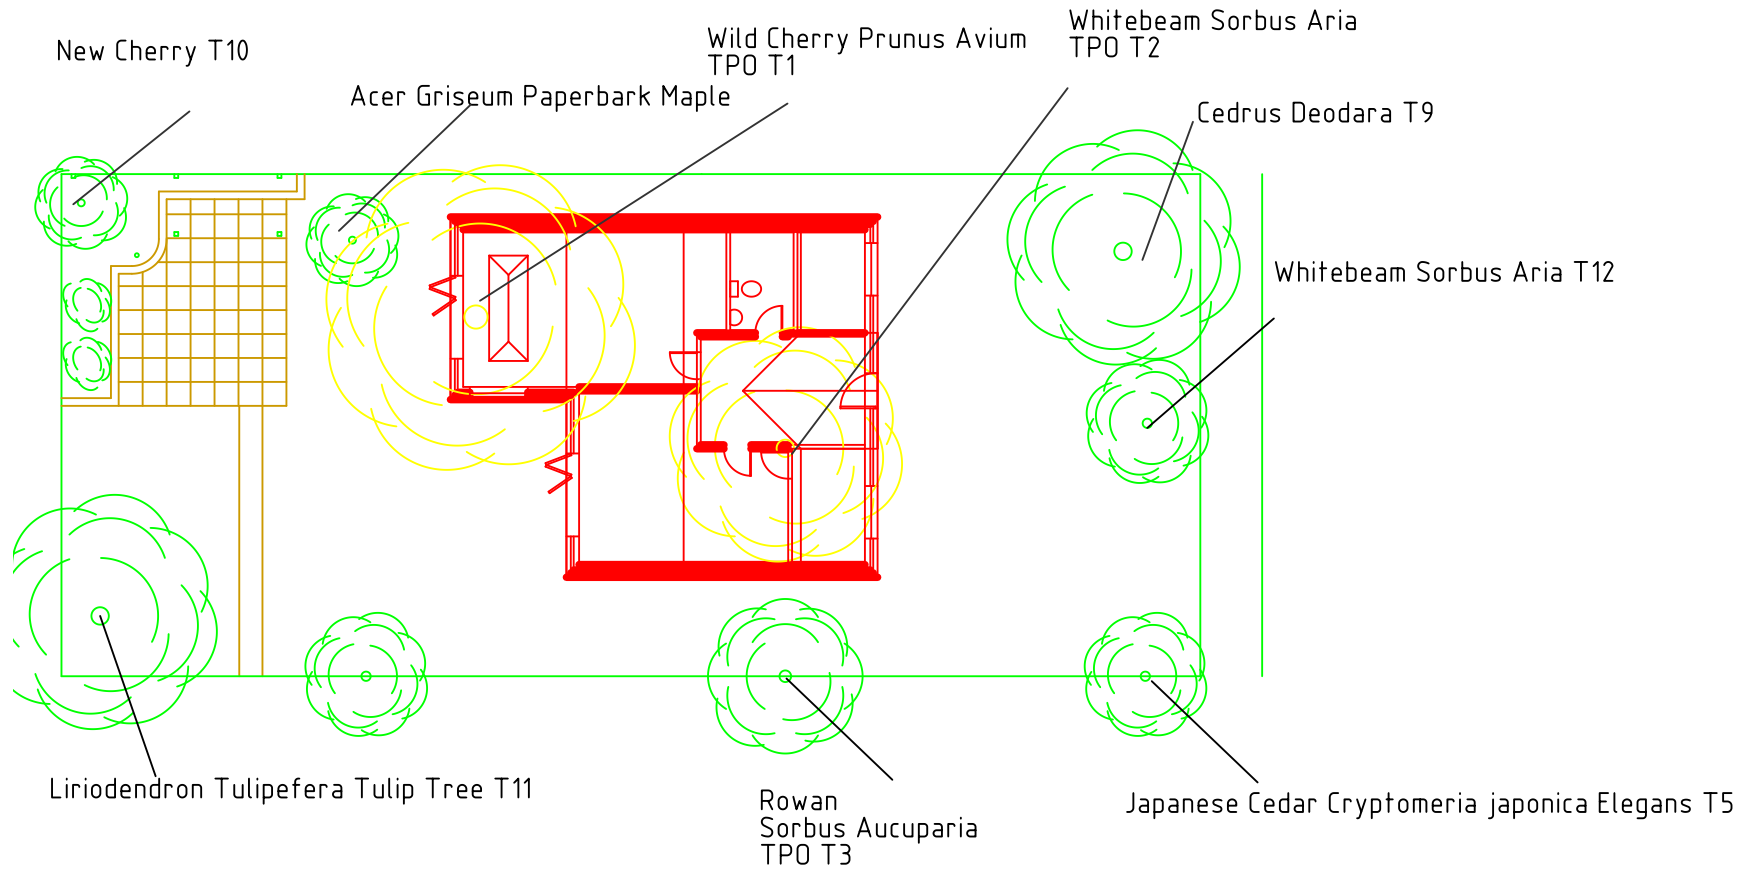 New Cherry T10
Acer Griseum Paperbark Maple
Wild Cherry Prunus Avium
TPO T1
Whitebeam Sorbus Aria
TPO T2
Cedrus Deodara T9
Whitebeam Sorbus Aria T12
Liriodendron Tulipefera Tulip Tree T11
Rowan
Sorbus Aucuparia
TPO T3
Japanese Cedar Cryptomeria japonica Elegans T5